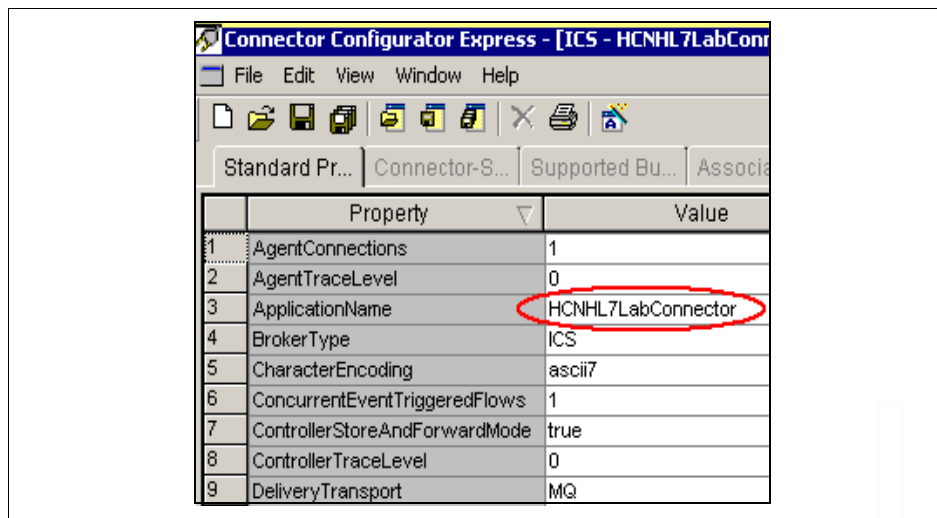 Connector Configurator Express - [ICS - HCNHL7LabConn
File Edit View Window Help
Standard Pr... Connector-S... Supported Bu... Associa
Property Value
1 AgentConnections 1
2 AgentTraceLevel 0
3 ApplicationName HCNHL7LabConnector
4 BrokerType ICS
5 CharacterEncoding ascii7
6 ConcurrentEventTriggeredFlows 1
7 ControllerStoreAndForwardMode true
8 ControllerTraceLevel 0
9 DeliveryTransport MQ